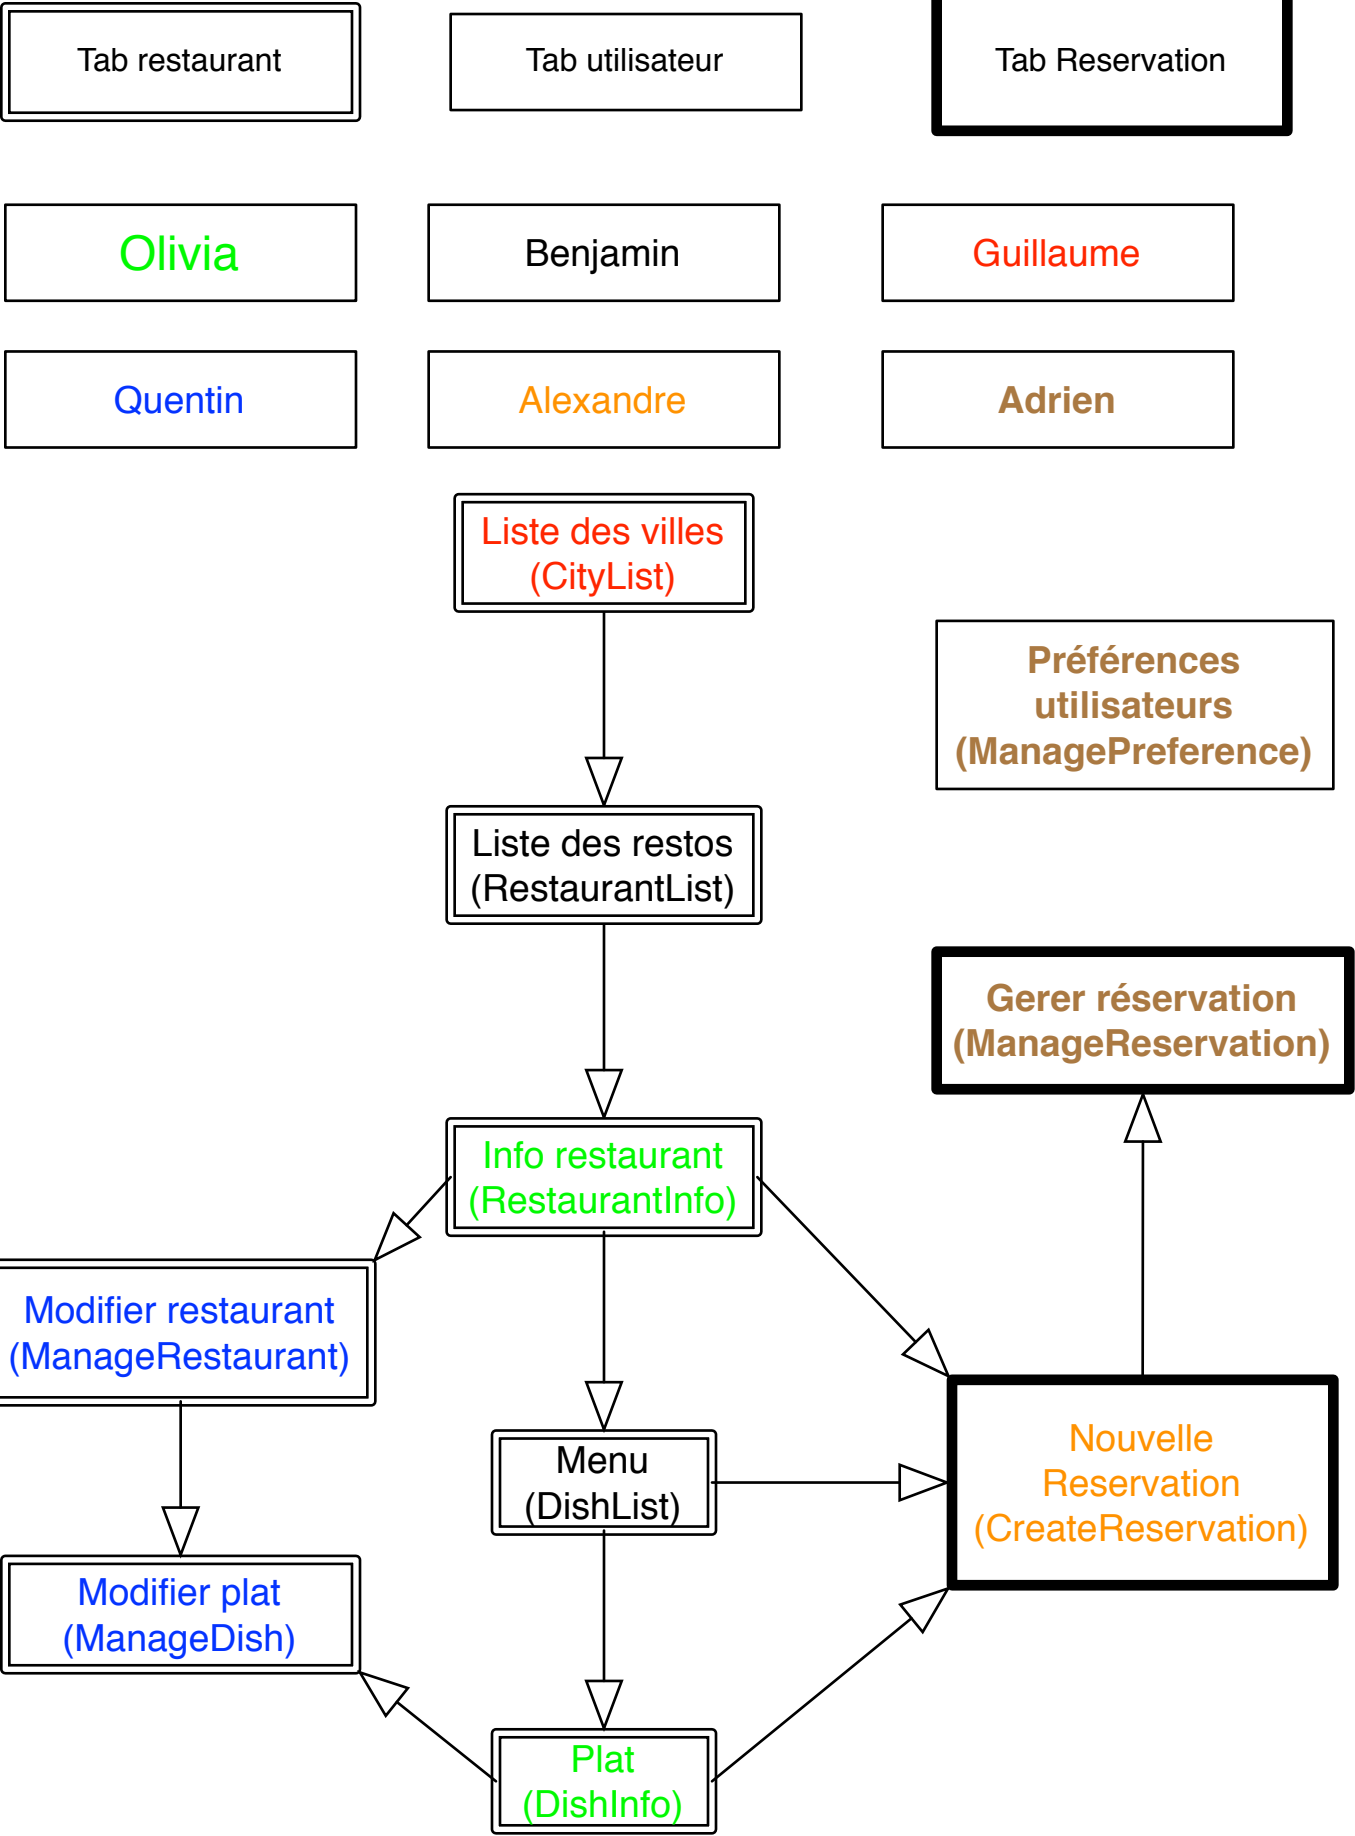 Tab restaurant
Tab utilisateur
Tab Reservation
Olivia
Benjamin
Guillaume
Quentin
Alexandre
Adrien
Liste des villes
(CityList)
Préférences
utilisateurs
(ManagePreference)
Liste des restos
(RestaurantList)
Gerer réservation
(ManageReservation)
Info restaurant
(RestaurantInfo)
Modifier restaurant
(ManageRestaurant)
Menu
(DishList)
Nouvelle
Reservation
(CreateReservation)
Modifier plat
(ManageDish)
Plat
(DishInfo)